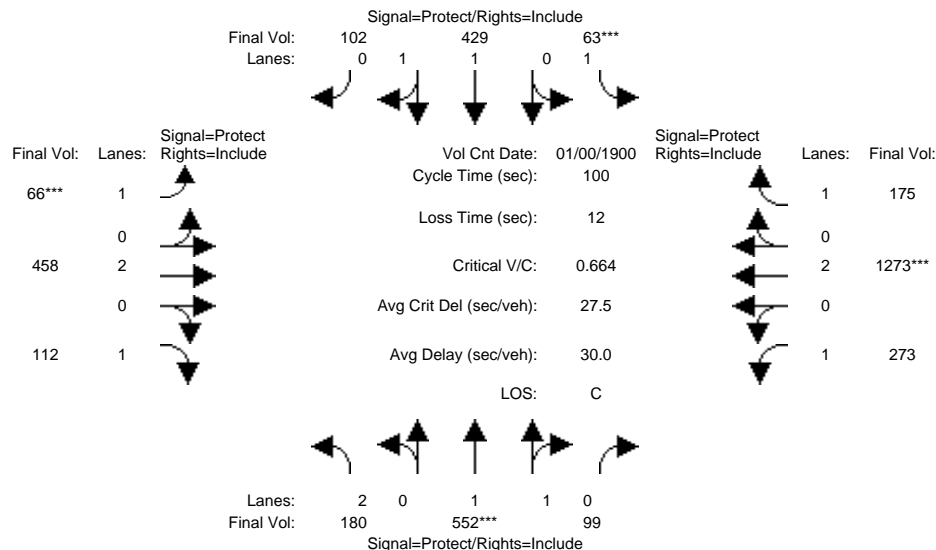 Signal=Protect/Rights=Include
Final Vol: 102 429 63***
Lanes: 0 1 1 0 1
Signal=Protect Signal=Protect
Final Vol: Lanes: Rights=Include Vol Cnt Date: 01/00/1900 Rights=Include Lanes: Final Vol:
Cycle Time (sec): 100
66*** 1 1 175
Loss Time (sec): 12
0 0
458 2 Critical V/C: 0.664 2 1273***
0 Avg Crit Del (sec/veh): 27.5 0
112 1 Avg Delay (sec/veh): 30.0 1 273
LOS: C
Lanes: 2 0 1 1 0
Final Vol: 180 552*** 99
Signal=Protect/Rights=Include